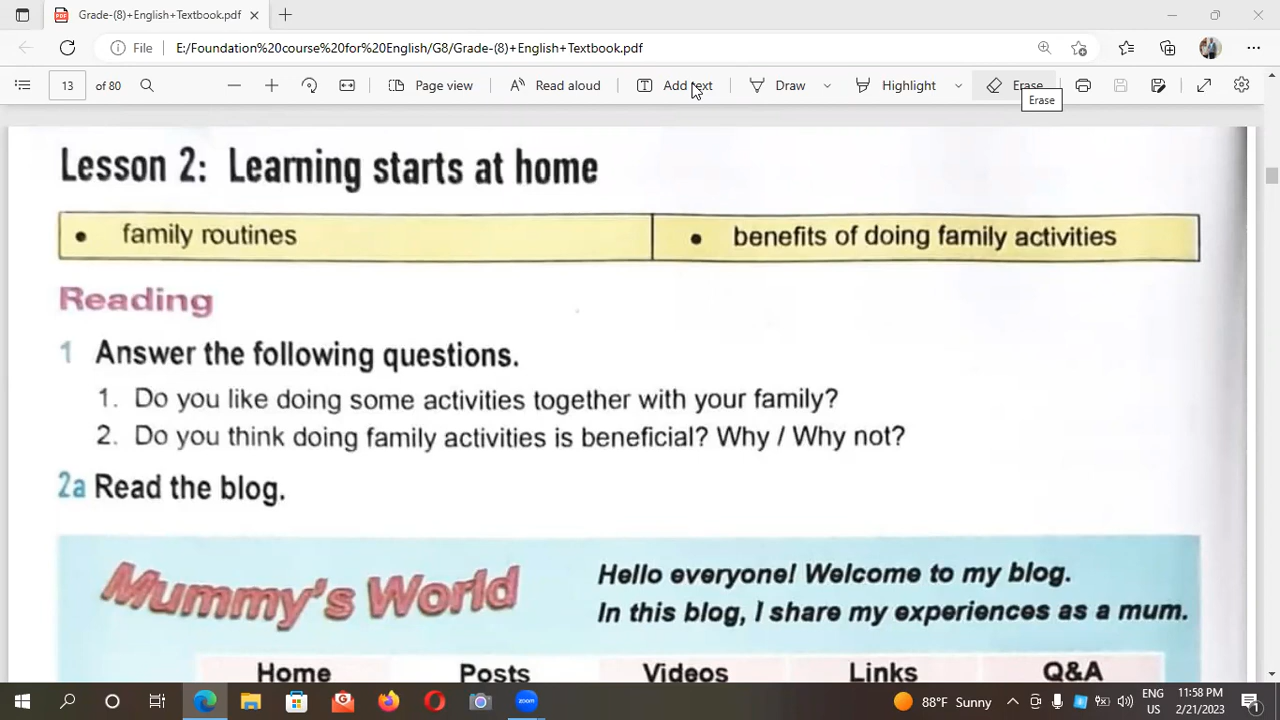 Grade-(8)+English+Textbook.pdf
File E:/Foundation%20course%20for%20English/G8/Grade-(8)+English+Textbook.pdf
13 of 80 Page view Read aloud Add text Draw Highlight Erase
Erase
Lesson 2: Learning starts at home
• family routines • benefits of doing family activities
Reading
1 Answer the following questions.
1. Do you like doing some activities together with your family?
2. Do you think doing family activities is beneficial? Why / Why not?
2a Read the blog.
Mummy's World
Hello everyone! Welcome to my blog.
In this blog, I share my experiences as a mum.
Home Posts Videos Links Q&A
zoom 88°F Sunny ENG US 11:58 PM 2/21/2023 1